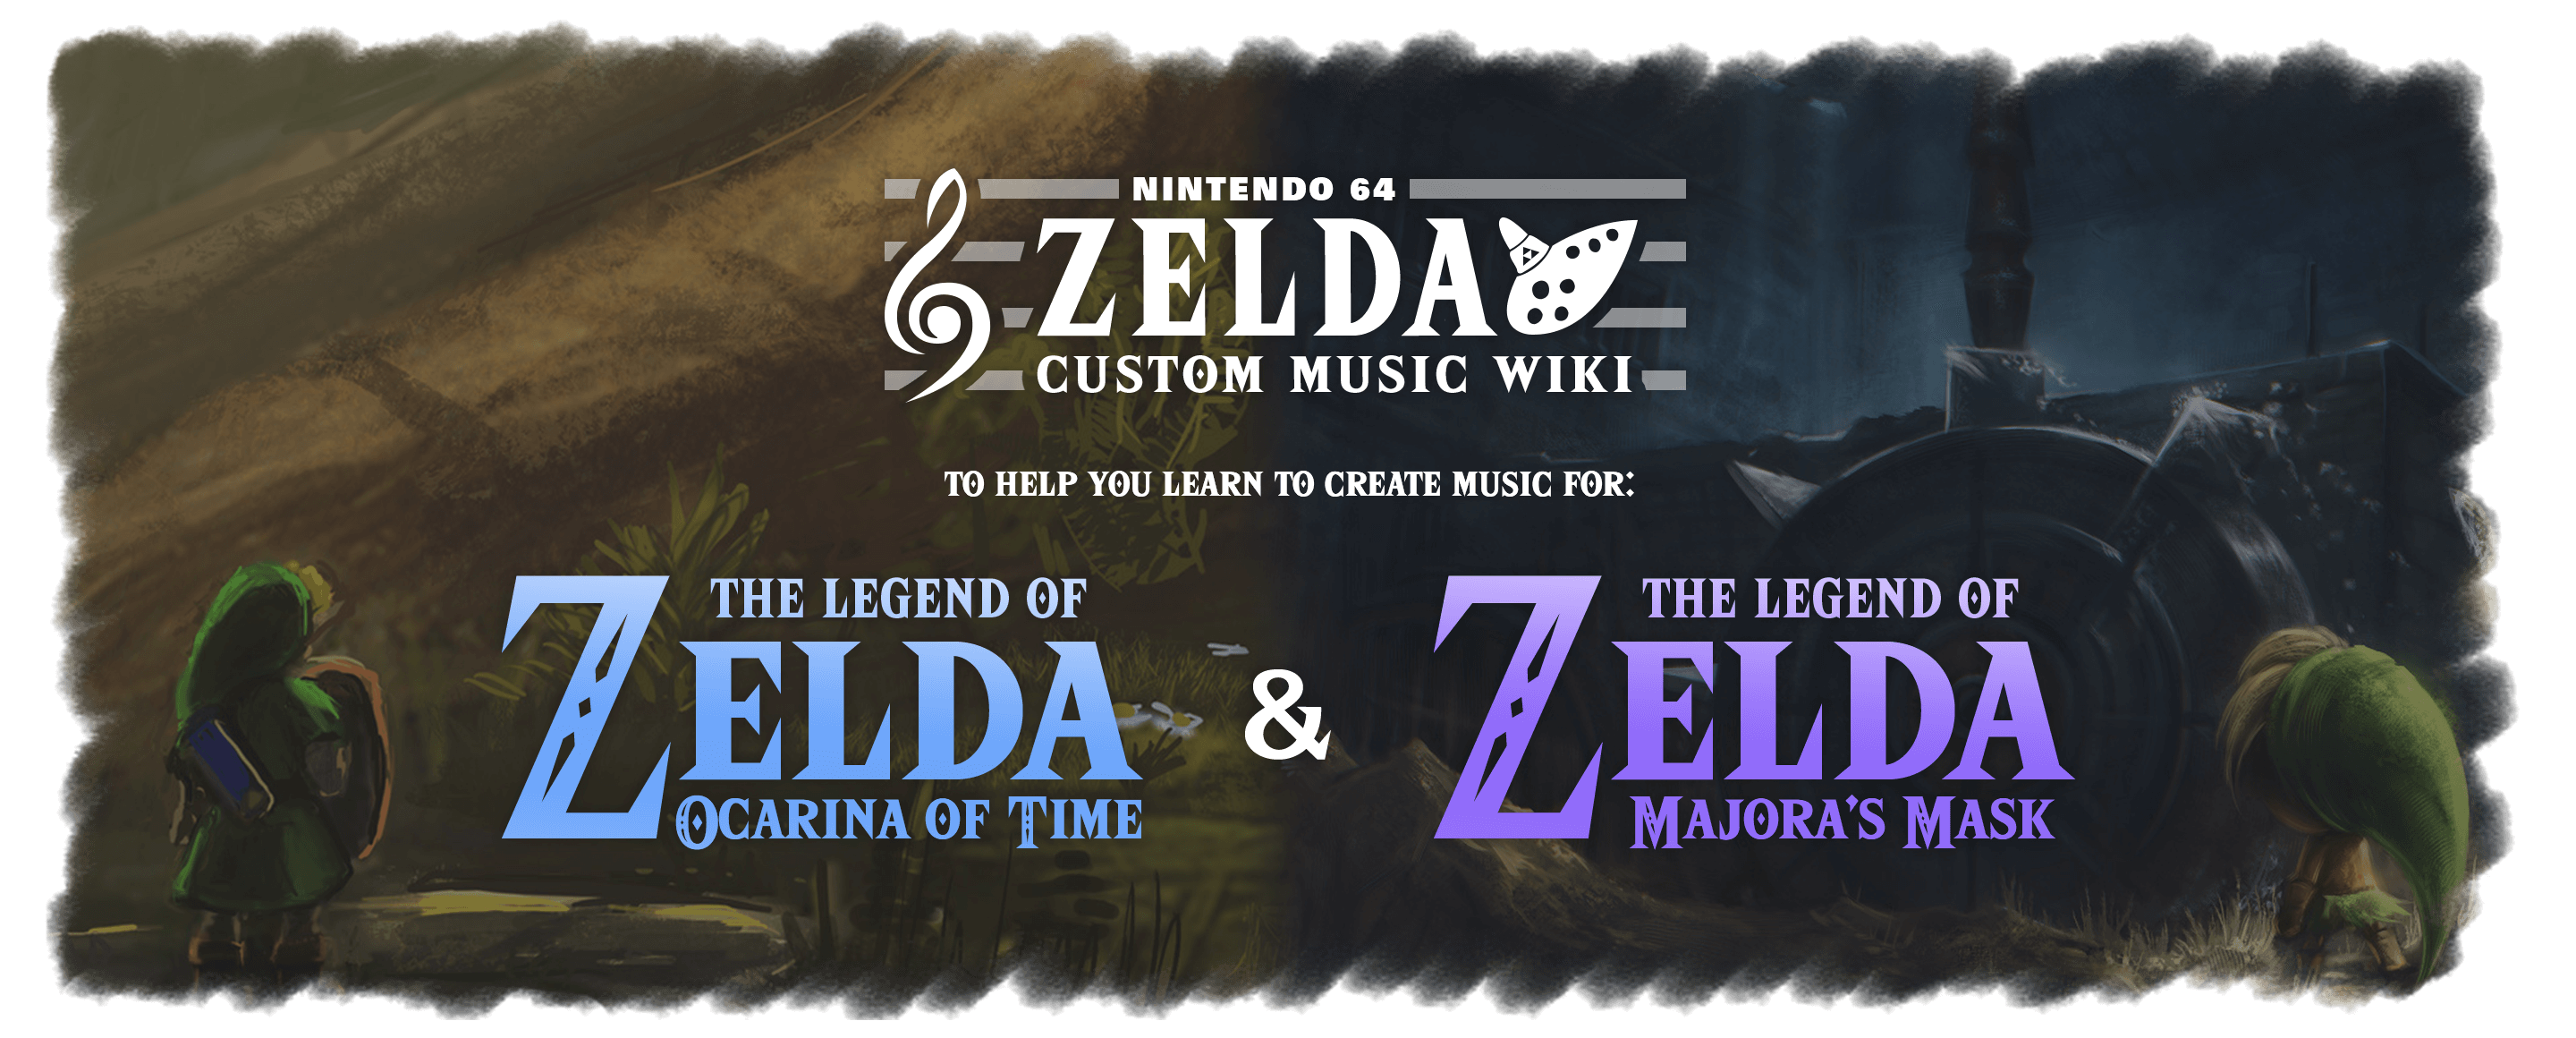 NINTENDO 64
ZELDA
CUSTOM MUSIC WIKI
TO HELP YOU LEARN TO CREATE MUSIC FOR:
THE LEGEND OF
ZELDA
OCARINA OF TIME
&
THE LEGEND OF
ZELDA
MAJORA'S MASK